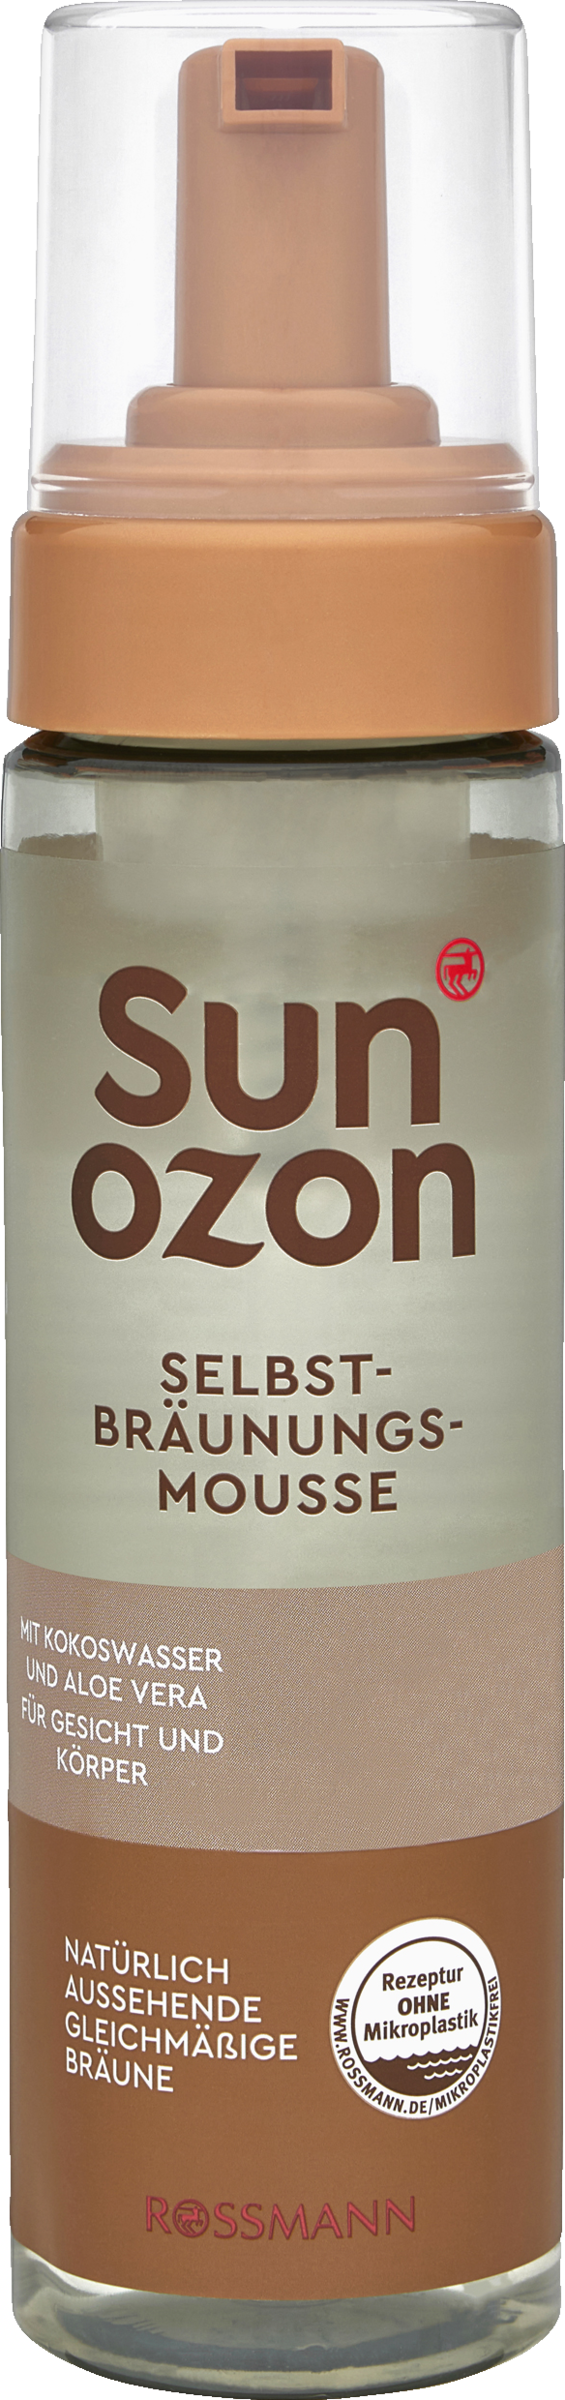 Sun
ozon
SELBST-
BRÄUNUNGS-
MOUSSE
MIT KOKOSWASSER
UND ALOE VERA
FÜR GESICHT UND
KÖRPER
NATÜRLICH
AUSSEHENDE
GLEICHMÄßIGE
BRÄUNE
Rezeptur
OHNE
Mikroplastik
WWW.ROSSMANN.DE/MIKROPLASTIKFREI
ROSSMANN